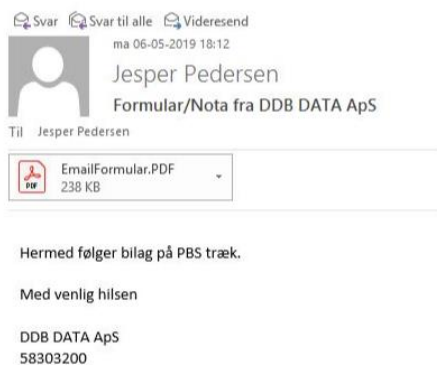 Svar Svar til alle Videresend
ma 06-05-2019 18:12
Jesper Pedersen
Formular/Nota fra DDB DATA ApS
Til Jesper Pedersen
EmailFormular.PDF
PDF
238 KB
Hermed følger bilag på PBS træk.
Med venlig hilsen
DDB DATA ApS
58303200